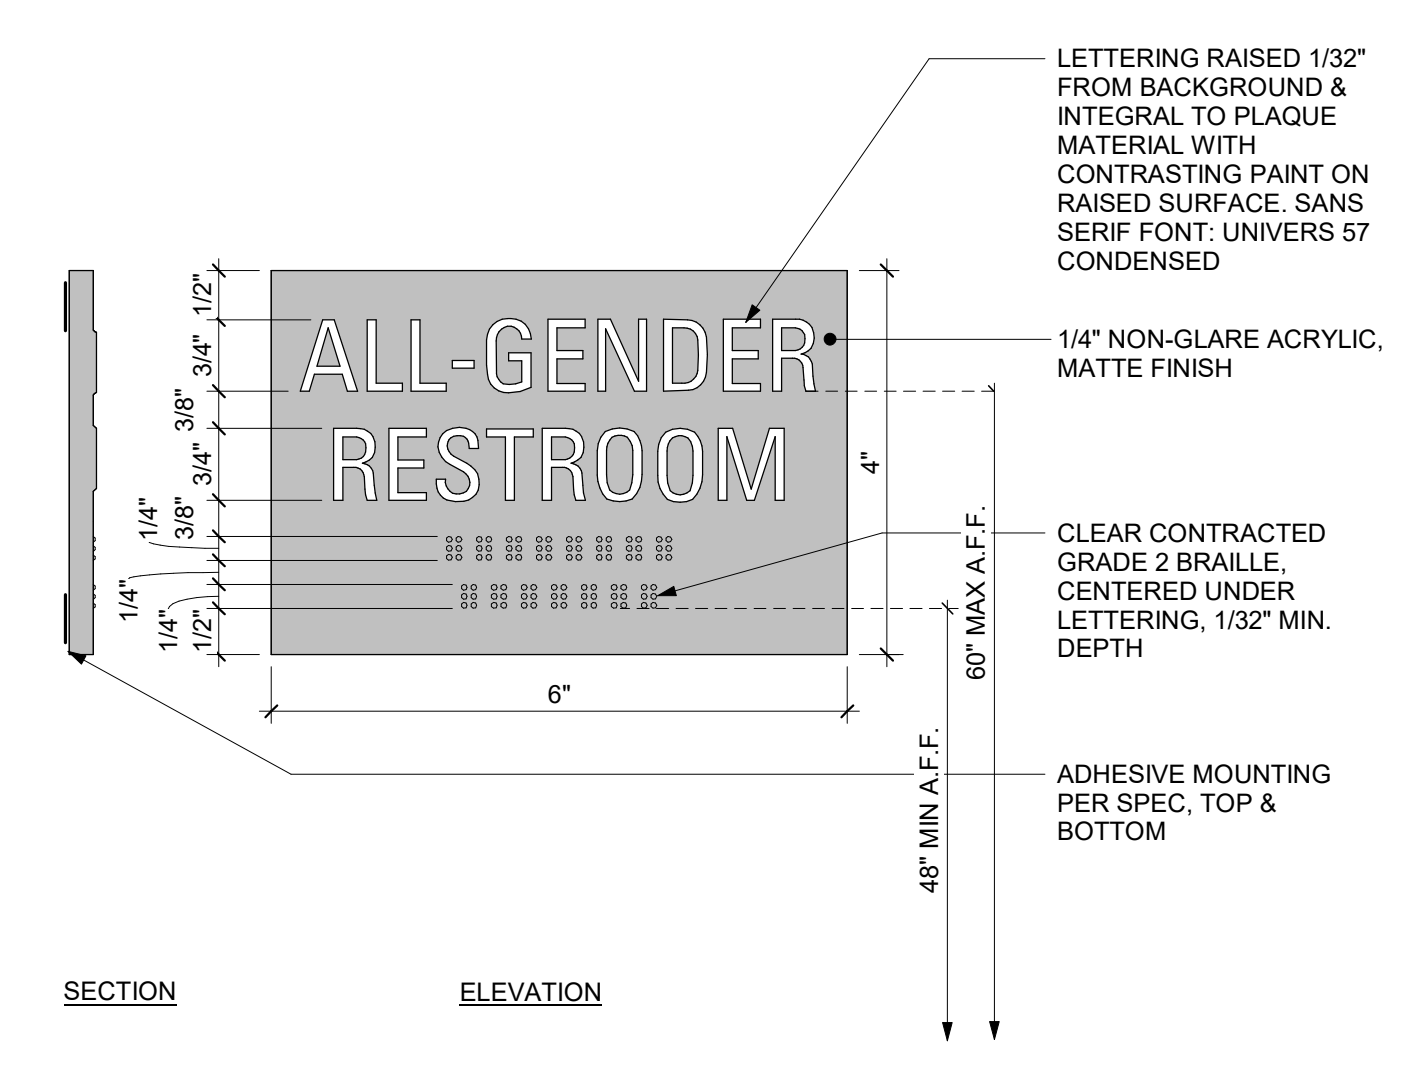 LETTERING RAISED 1/32"
FROM BACKGROUND &
INTEGRAL TO PLAQUE
MATERIAL WITH
CONTRASTING PAINT ON
RAISED SURFACE. SANS
SERIF FONT: UNIVERS 57
CONDENSED
1/2"
3/4"
3/8"
3/4"
3/8"
1/4"
1/4"
1/4"
1/2"
ALL-GENDER
RESTROOM
4"
6"
1/4" NON-GLARE ACRYLIC,
MATTE FINISH
60" MAX A.F.F.
48" MIN A.F.F.
CLEAR CONTRACTED
GRADE 2 BRAILLE,
CENTERED UNDER
LETTERING, 1/32" MIN.
DEPTH
ADHESIVE MOUNTING
PER SPEC, TOP &
BOTTOM
SECTION
ELEVATION